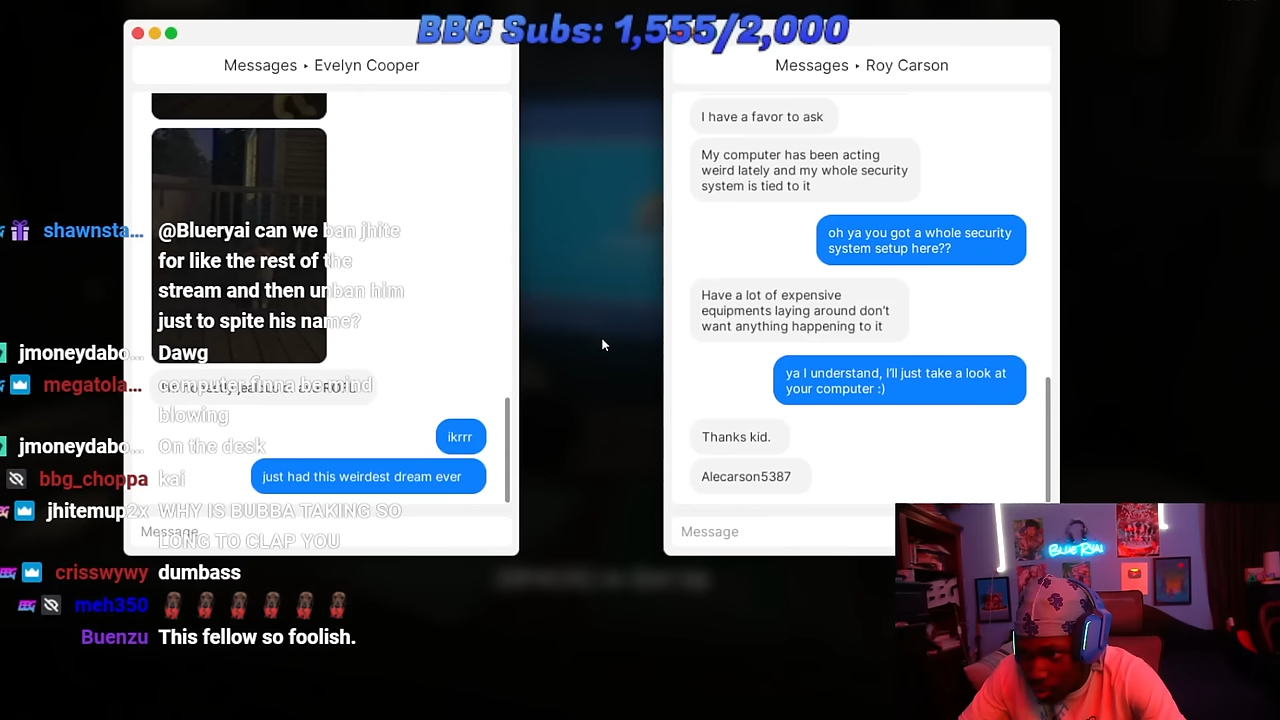 BBG Subs: 1,555/2,000
Messages ‣ Evelyn Cooper
ikrrr
just had this weirdest dream ever
Message
Messages ‣ Roy Carson
I have a favor to ask
My computer has been acting
weird lately and my whole security
system is tied to it
oh ya you got a whole security
system setup here??
Have a lot of expensive
equipments laying around don't
want anything happening to it
ya I understand, I'll just take a look at
your computer :)
Thanks kid.
Alecarson5387
Message
shawnsta... @Blueryai can we ban jhite
for like the rest of the
stream and then unban him
just to spite his name?
jmoneydabo... Dawg
megatola... computer finna be mind
blowing
jmoneydabo... On the desk
bbg_choppa kai
jhitemup2x WHY IS BUBBA TAKING SO
LONG TO CLAP YOU
crisswywy dumbass
meh350
Buenzu This fellow so foolish.
BLUE RYAI